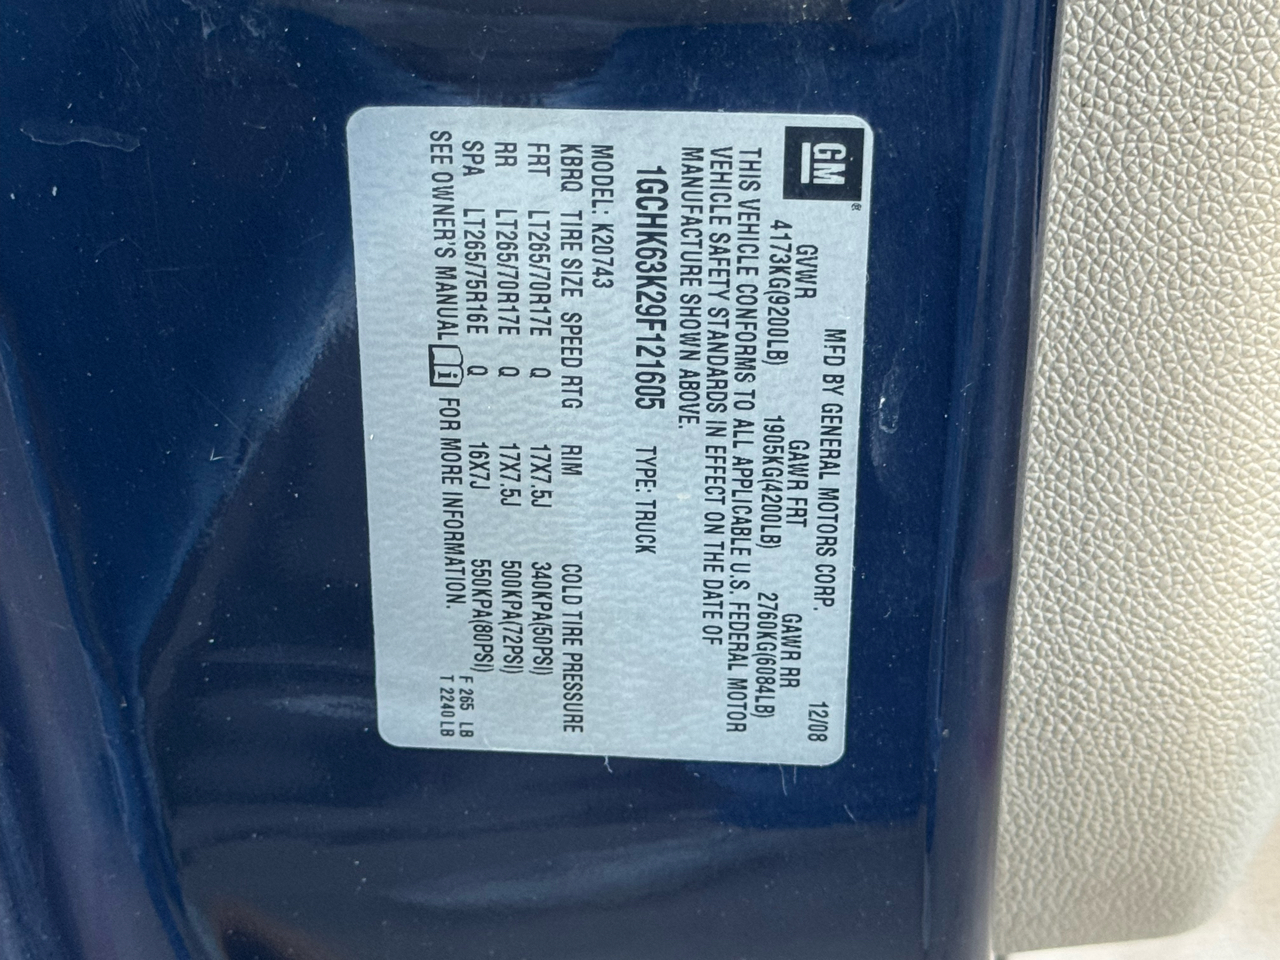 GM
MFD BY GENERAL MOTORS CORP. 12/08
GVWR GAWR FRT GAWR RR
4173KG(9200LB) 1905KG(4200LB) 2760KG(6084LB)
THIS VEHICLE CONFORMS TO ALL APPLICABLE U.S. FEDERAL MOTOR
VEHICLE SAFETY STANDARDS IN EFFECT ON THE DATE OF
MANUFACTURE SHOWN ABOVE.
1GCHK63K29F121605 TYPE: TRUCK
MODEL: K20743
KBRQ TIRE SIZE SPEED RTG RIM COLD TIRE PRESSURE
FRT LT265/70R17E Q 17X7.5J 340KPA(50PSI)
RR LT265/70R17E Q 17X7.5J 500KPA(72PSI)
SPA LT265/75R16E Q 16X7J 550KPA(80PSI) F 265 LB
SEE OWNER'S MANUAL i FOR MORE INFORMATION. T 2240 LB